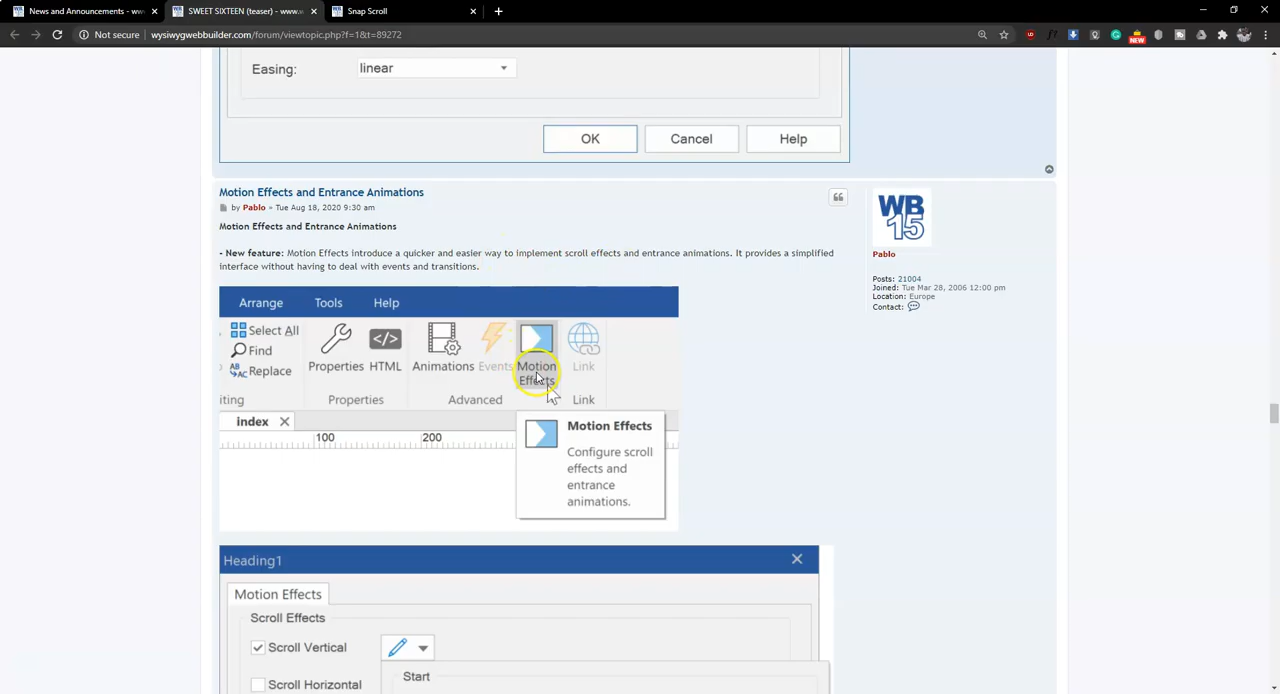 News and Announcements - ww
SWEET SIXTEEN (teaser) - www.w
Snap Scroll
Not secure
wysiwygwebbuilder.com/forum/viewtopic.php?f=1&t=89272
NEW
Easing:
linear
OK
Cancel
Help
Motion Effects and Entrance Animations
by Pablo » Tue Aug 18, 2020 9:30 am
Motion Effects and Entrance Animations
- New feature: Motion Effects introduce a quicker and easier way to implement scroll effects and entrance animations. It provides a simplified
interface without having to deal with events and transitions.
WB
15
Pablo
Posts: 21004
Joined: Tue Mar 28, 2006 12:00 pm
Location: Europe
Contact:
Arrange
Tools
Help
Select All
Find
Replace
iting
Properties
HTML
Properties
Animations
Events
Motion
Effects
Advanced
Link
Link
index
100
200
Motion Effects
Configure scroll
effects and
entrance
animations.
Heading1
Motion Effects
Scroll Effects
Scroll Vertical
Start
Scroll Horizontal